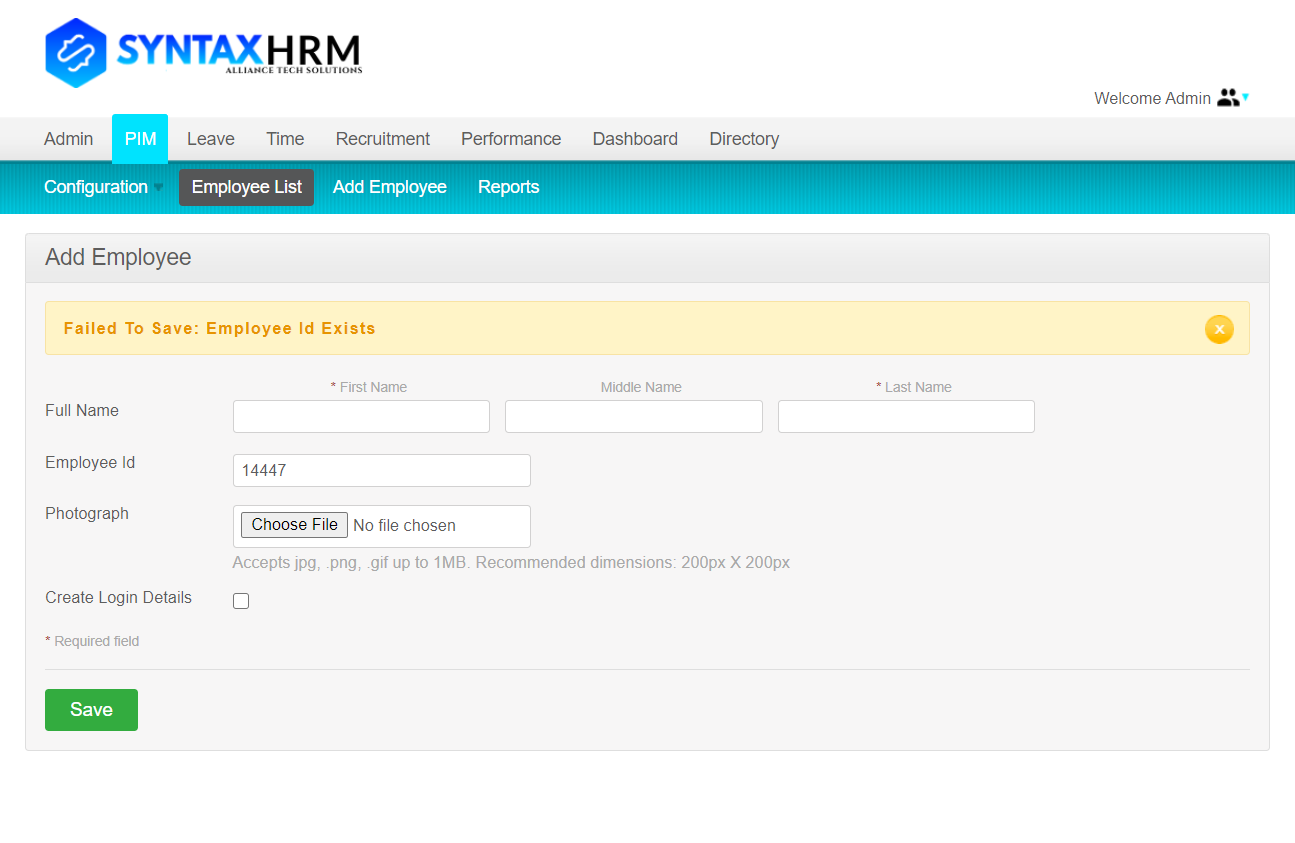 SYNTAXHRM
ALLIANCE TECH SOLUTIONS
Welcome Admin
Admin PIM Leave Time Recruitment Performance Dashboard Directory
Configuration Employee List Add Employee Reports
Add Employee
Failed To Save: Employee Id Exists
* First Name Middle Name * Last Name
Full Name
Employee Id 14447
Photograph Choose File No file chosen
Accepts jpg, .png, .gif up to 1MB. Recommended dimensions: 200px X 200px
Create Login Details
* Required field
Save